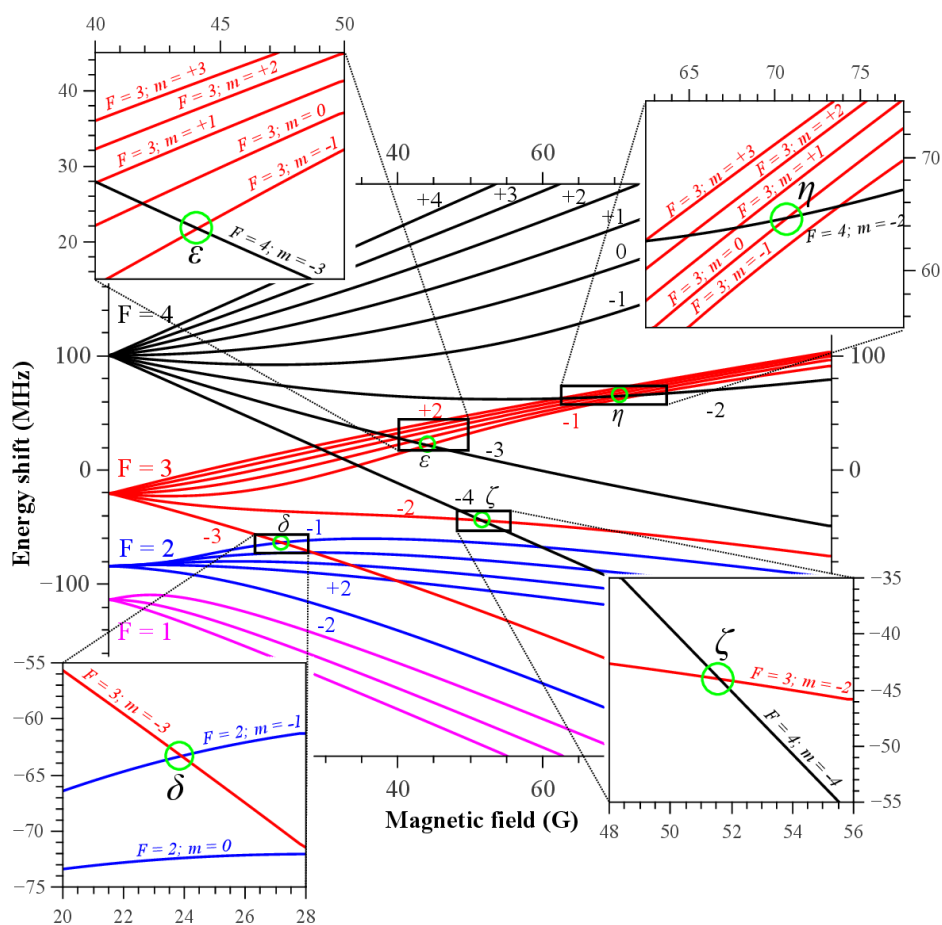 40 45 50
40
30
20
F = 3; m = +3
F = 3; m = +2
F = 3; m = +1
F = 3; m = 0
F = 3; m = -1
F = 4; m = -3
ε
65 70 75
70
60
F = 3; m = +3
F = 3; m = +2
F = 3; m = +1
F = 3; m = 0
F = 3; m = -1
F = 4; m = -2
η
40 60
+4
+3
+2
+1
0
-1
F = 4
100
0
−100
100
0
Energy shift (MHz)
F = 3
+2
ε
-3
-1
η
-2
-4
ζ
-2
-3
δ
-1
F = 2
+2
-2
F = 1
40 60
Magnetic field (G)
−55
−60
−65
−70
−75
F = 3; m = -3
F = 2; m = -1
δ
F = 2; m = 0
20 22 24 26 28
−35
−40
−45
−50
−55
ζ
F = 3; m = -2
F = 4; m = -4
48 50 52 54 56